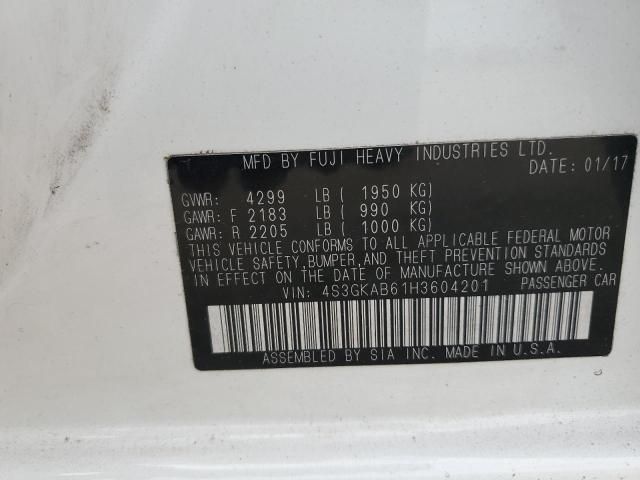 MFD BY FUJI HEAVY INDUSTRIES LTD.
DATE: 01/17
GVWR: 4299 LB ( 1950 KG)
GAWR: F 2183 LB ( 990 KG)
GAWR: R 2205 LB ( 1000 KG)
THIS VEHICLE CONFORMS TO ALL APPLICABLE FEDERAL MOTOR
VEHICLE SAFETY, BUMPER, AND THEFT PREVENTION STANDARDS
IN EFFECT ON THE DATE OF MANUFACTURE SHOWN ABOVE.
VIN: 4S3GKAB61H3604201 PASSENGER CAR
ASSEMBLED BY SIA INC. MADE IN U.S.A.